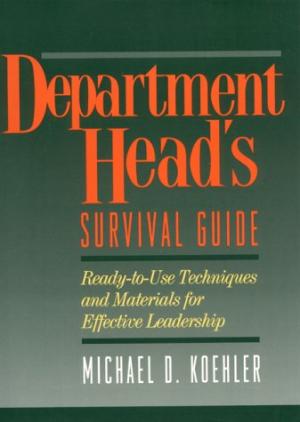 Department
Head's
SURVIVAL GUIDE
Ready-to-Use Techniques
and Materials for
Effective Leadership
MICHAEL D. KOEHLER